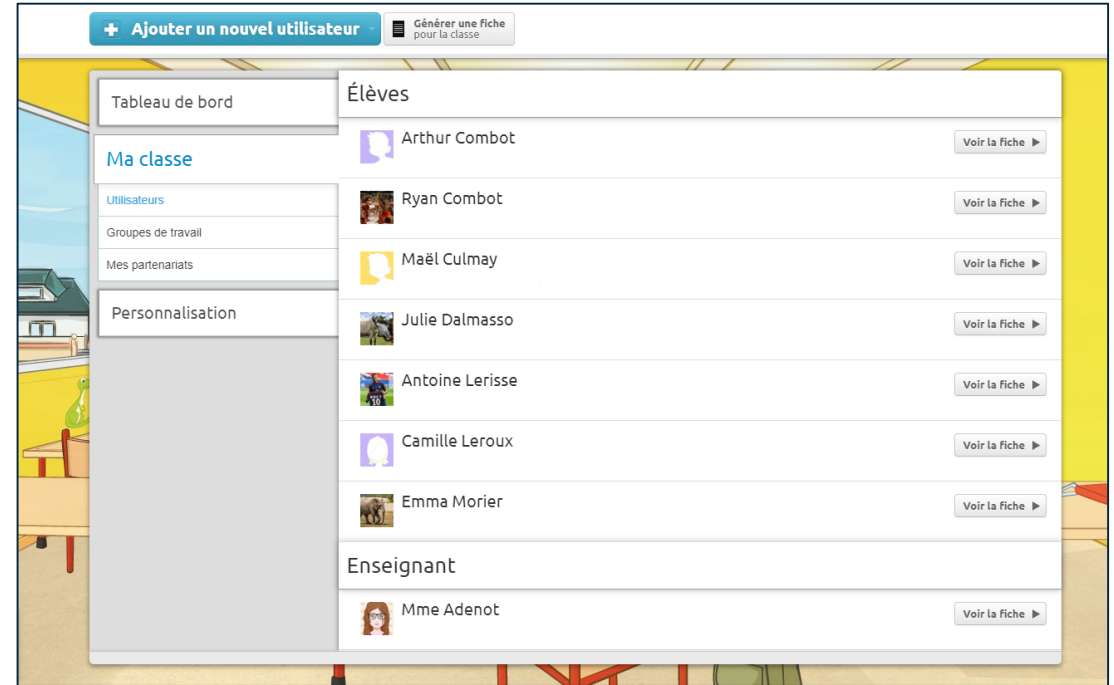 Ajouter un nouvel utilisateur
Générer une fiche
pour la classe
Tableau de bord
Ma classe
Utilisateurs
Groupes de travail
Mes partenariats
Personnalisation
Élèves
Arthur Combot
Voir la fiche
Ryan Combot
Voir la fiche
Maël Culmay
Voir la fiche
Julie Dalmasso
Voir la fiche
Antoine Lerisse
Voir la fiche
10
Camille Leroux
Voir la fiche
Emma Morier
Voir la fiche
Enseignant
Mme Adenot
Voir la fiche